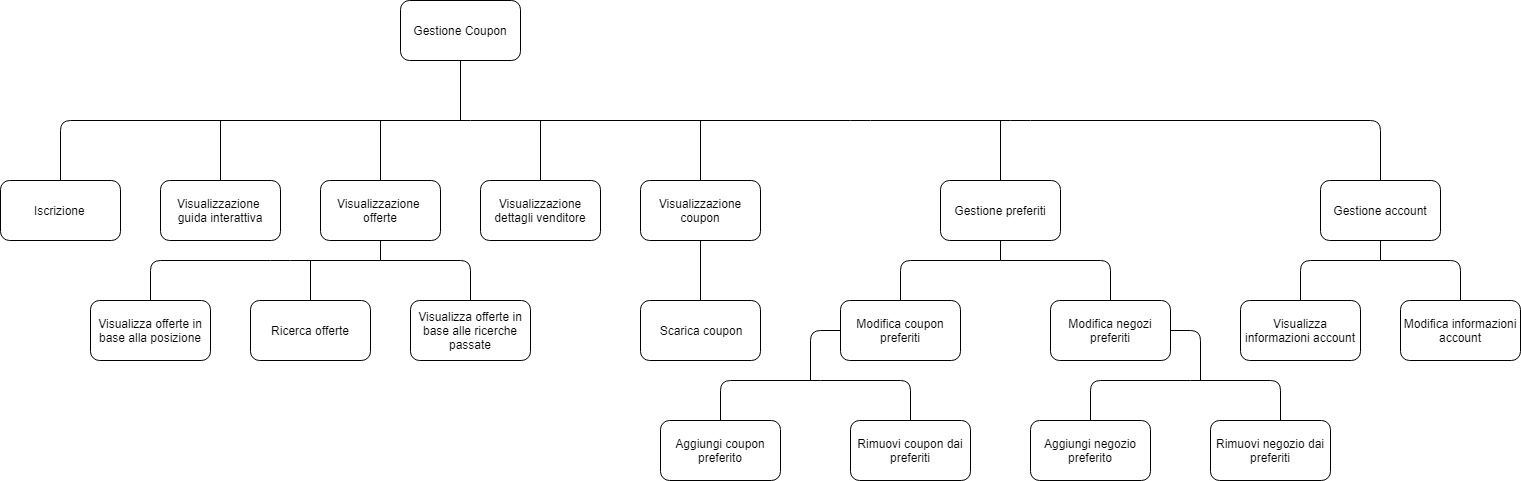 Gestione Coupon
Iscrizione
Visualizzazione
guida interattiva
Visualizzazione
offerte
Visualizzazione
dettagli venditore
Visualizzazione
coupon
Gestione preferiti
Gestione account
Visualizza offerte in
base alla posizione
Ricerca offerte
Visualizza offerte in
base alle ricerche
passate
Scarica coupon
Modifica coupon
preferiti
Modifica negozi
preferiti
Visualizza
informazioni account
Modifica informazioni
account
Aggiungi coupon
preferito
Rimuovi coupon dai
preferiti
Aggiungi negozio
preferito
Rimuovi negozio dai
preferiti